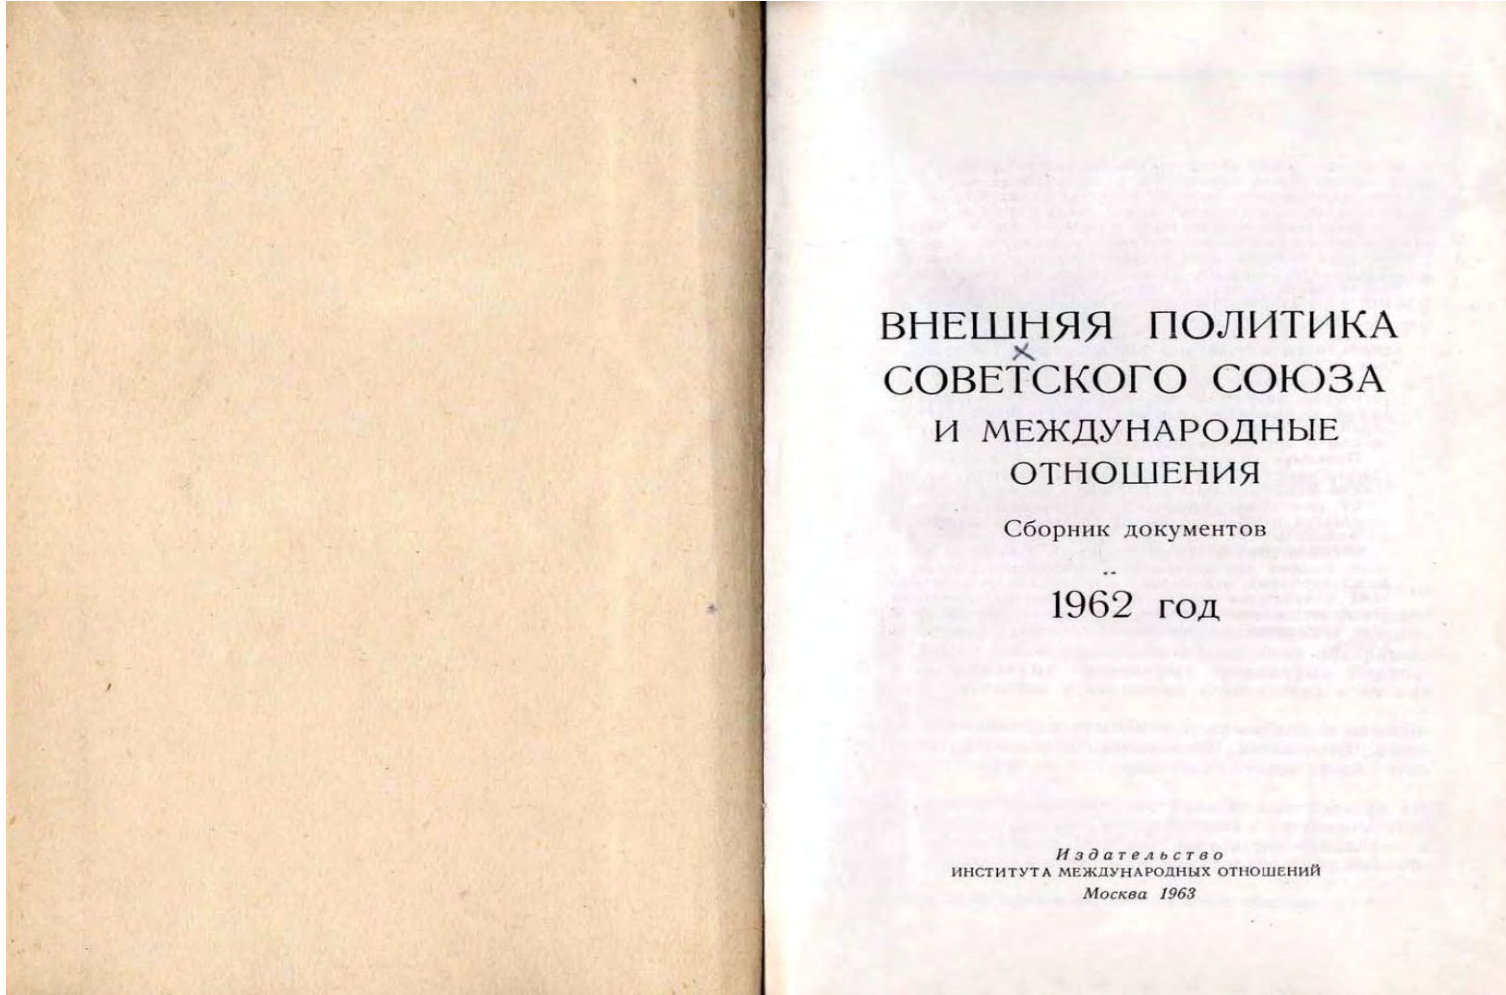 ВНЕШНЯЯ ПОЛИТИКА
СОВЕТСКОГО СОЮЗА
И МЕЖДУНАРОДНЫЕ
ОТНОШЕНИЯ
Сборник документов
1962 год
Издательство
ИНСТИТУТА МЕЖДУНАРОДНЫХ ОТНОШЕНИЙ
Москва 1963